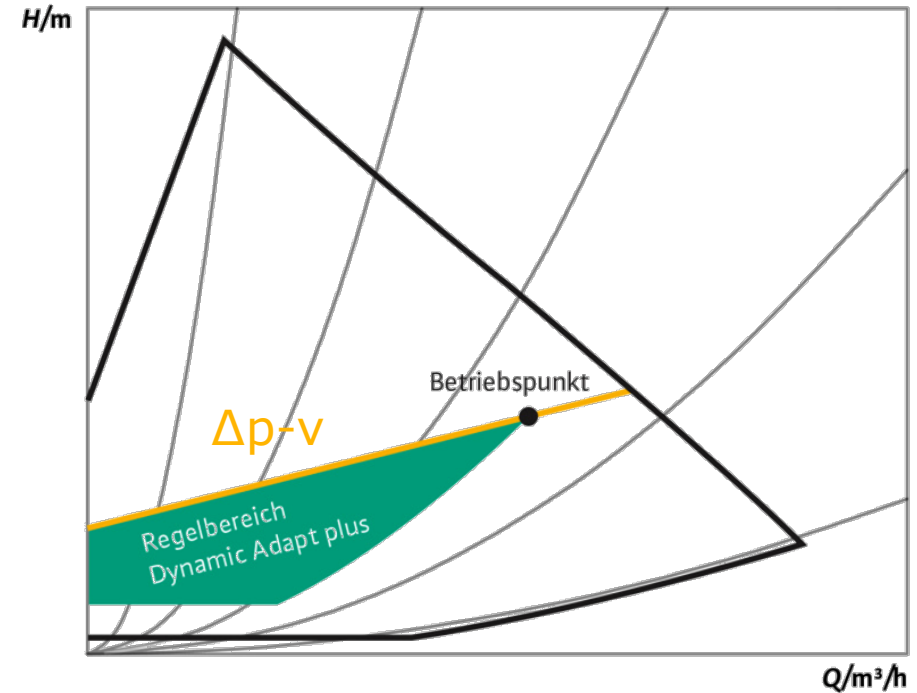 H/m
Betriebspunkt
Δp-v
Regelbereich
Dynamic Adapt plus
Q/m³/h